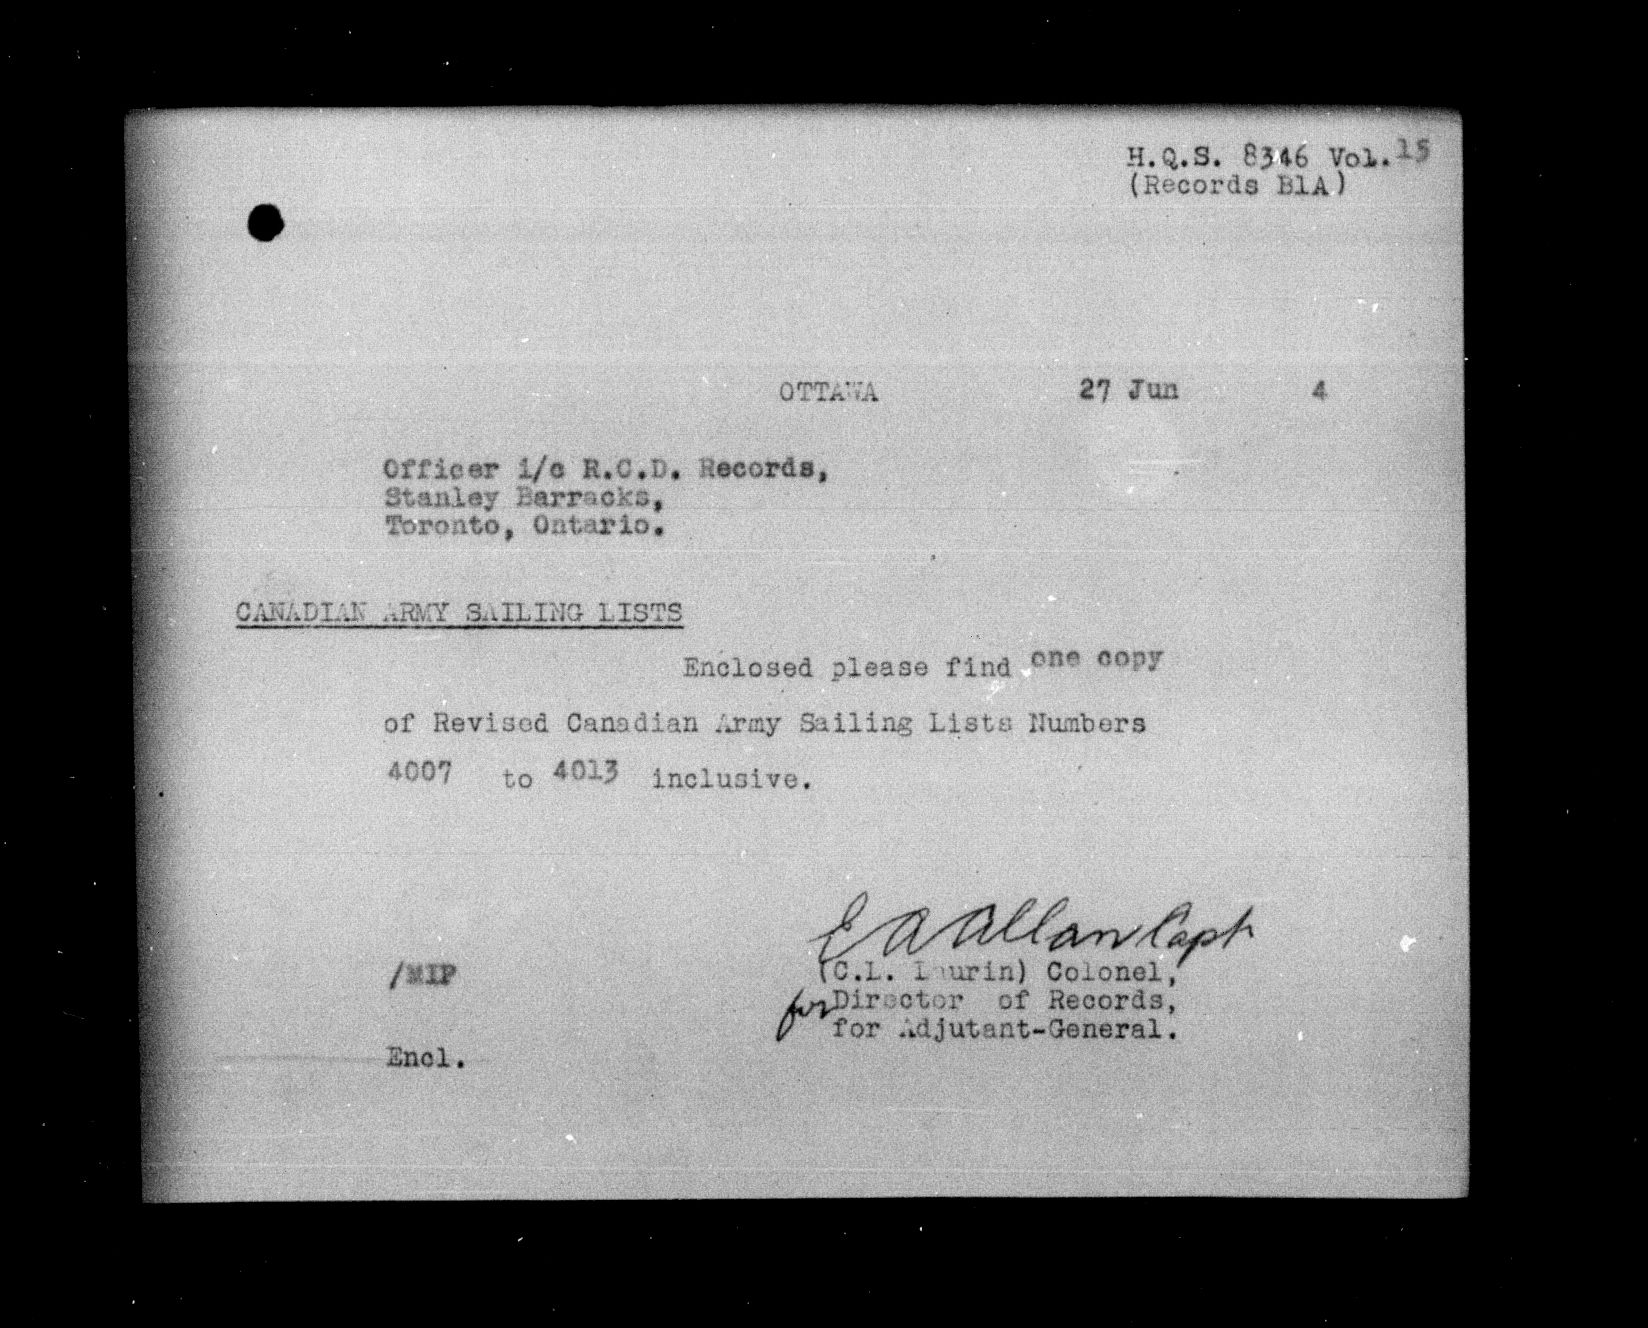 H.Q.S. 8346 Vol. 15
(Records B1A)
OTTAWA 27 Jun 4
Officer i/c R.C.D. Records,
Stanley Barracks,
Toronto, Ontario.
CANADIAN ARMY SAILING LISTS
Enclosed please find one copy
of Revised Canadian Army Sailing Lists Numbers
4007 to 4013 inclusive.
E A Allan Capt
/MIP
(C.L. Laurin) Colonel,
for Director of Records,
for Adjutant-General.
Encl.